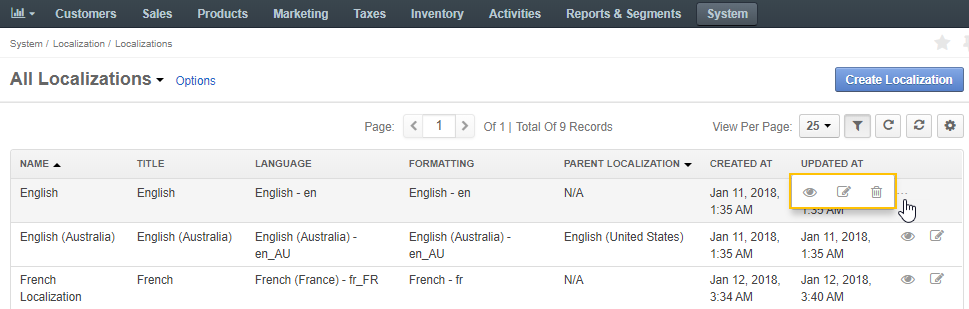 Customers Sales Products Marketing Taxes Inventory Activities Reports & Segments System
System / Localization / Localizations
All Localizations Options Create Localization
Page: 1 Of 1 | Total Of 9 Records View Per Page: 25
NAME TITLE LANGUAGE FORMATTING PARENT LOCALIZATION CREATED AT UPDATED AT
English English English - en English - en N/A Jan 11, 2018, ...
1:35 AM 1:35 AM
English (Australia) English (Australia) English (Australia) - English (Australia) - English (United States) Jan 11, 2018, Jan 11, 2018,
en_AU en_AU 1:35 AM 1:35 AM
French French French (France) - fr_FR French - fr N/A Jan 12, 2018, Jan 12, 2018,
Localization 3:34 AM 3:40 AM